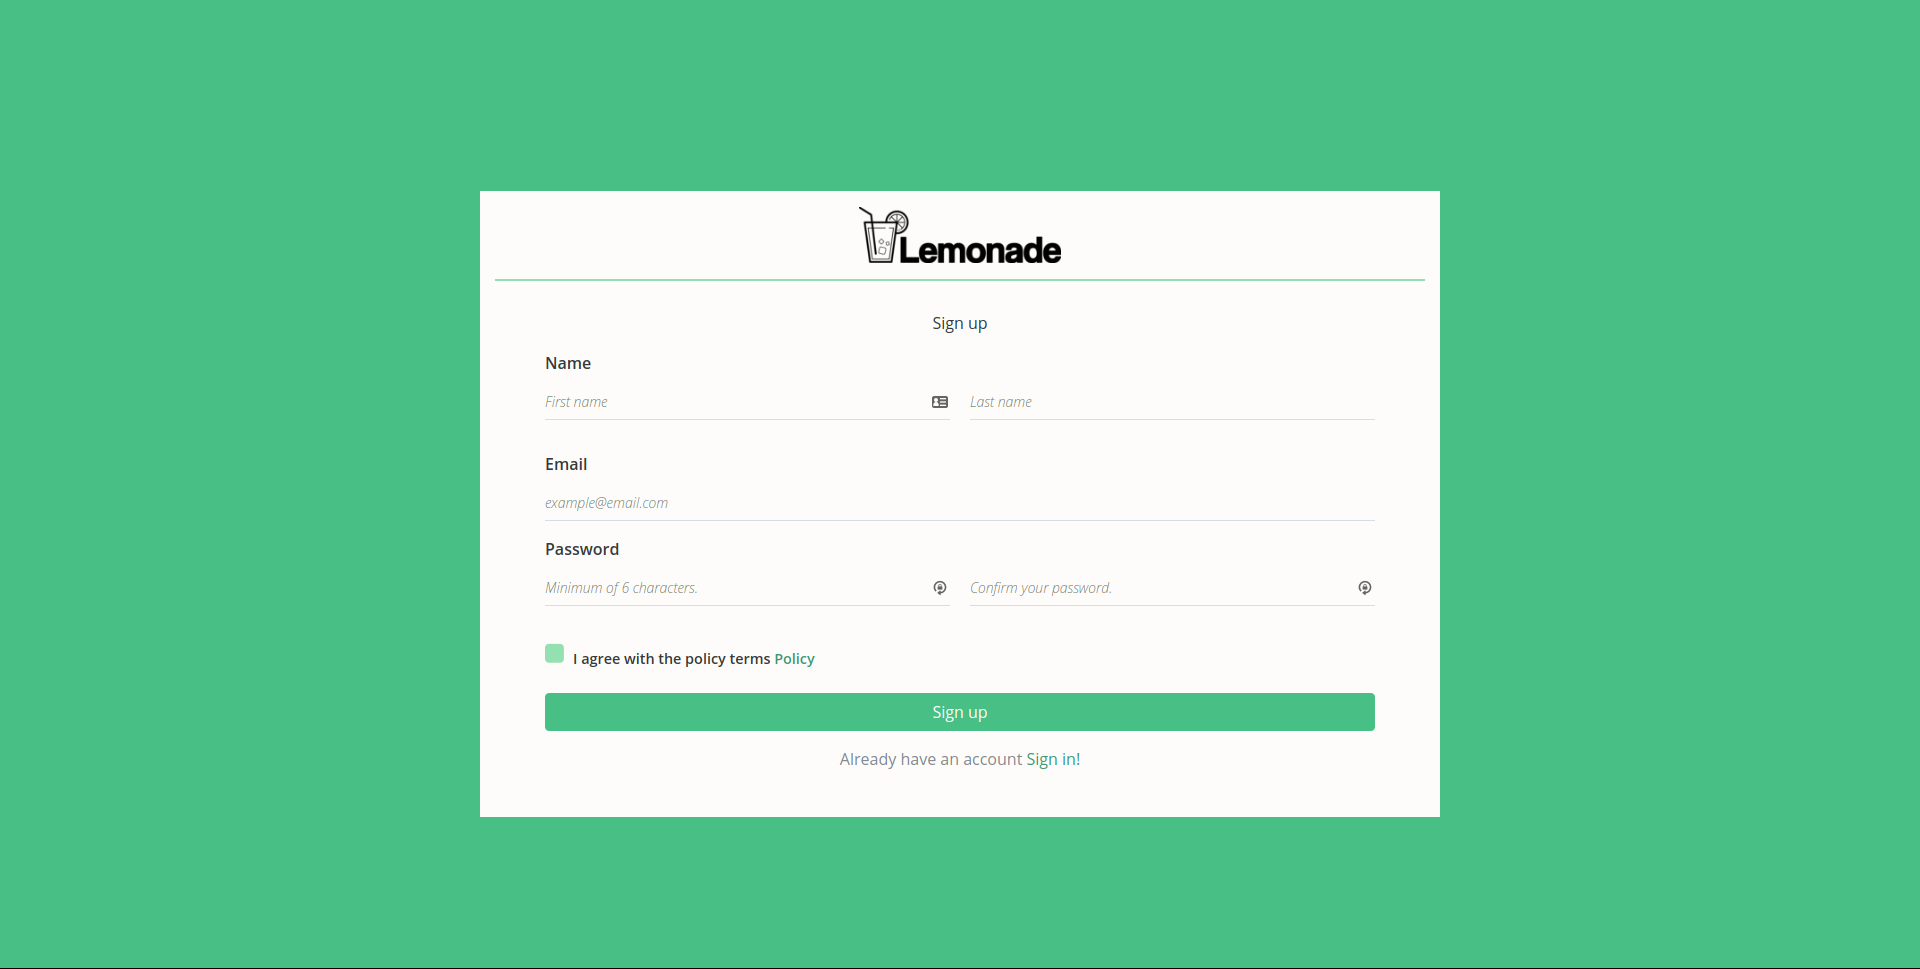 Lemonade
Sign up
Name
First name Last name
Email
example@email.com
Password
Minimum of 6 characters. Confirm your password.
I agree with the policy terms Policy
Sign up
Already have an account Sign in!